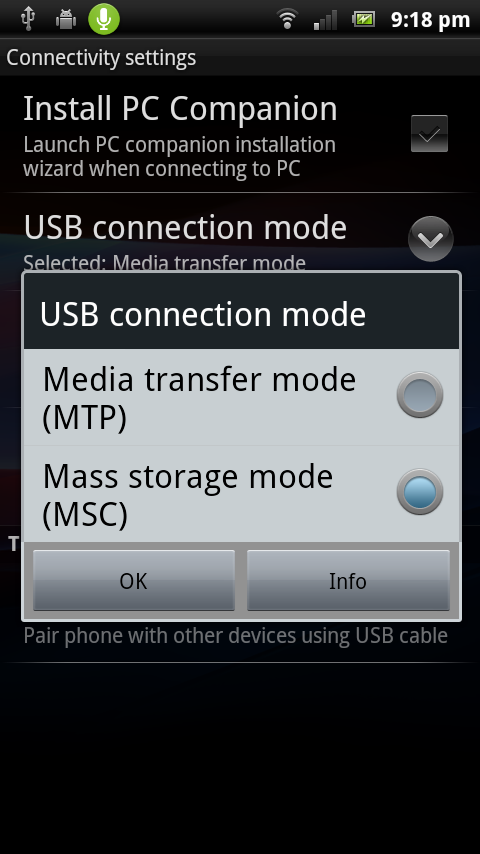 9:18 pm
Connectivity settings
Install PC Companion
Launch PC companion installation
wizard when connecting to PC
USB connection mode
Selected: Media transfer mode
USB connection mode
Media transfer mode
(MTP)
Mass storage mode
(MSC)
OK
Info
Pair phone with other devices using USB cable